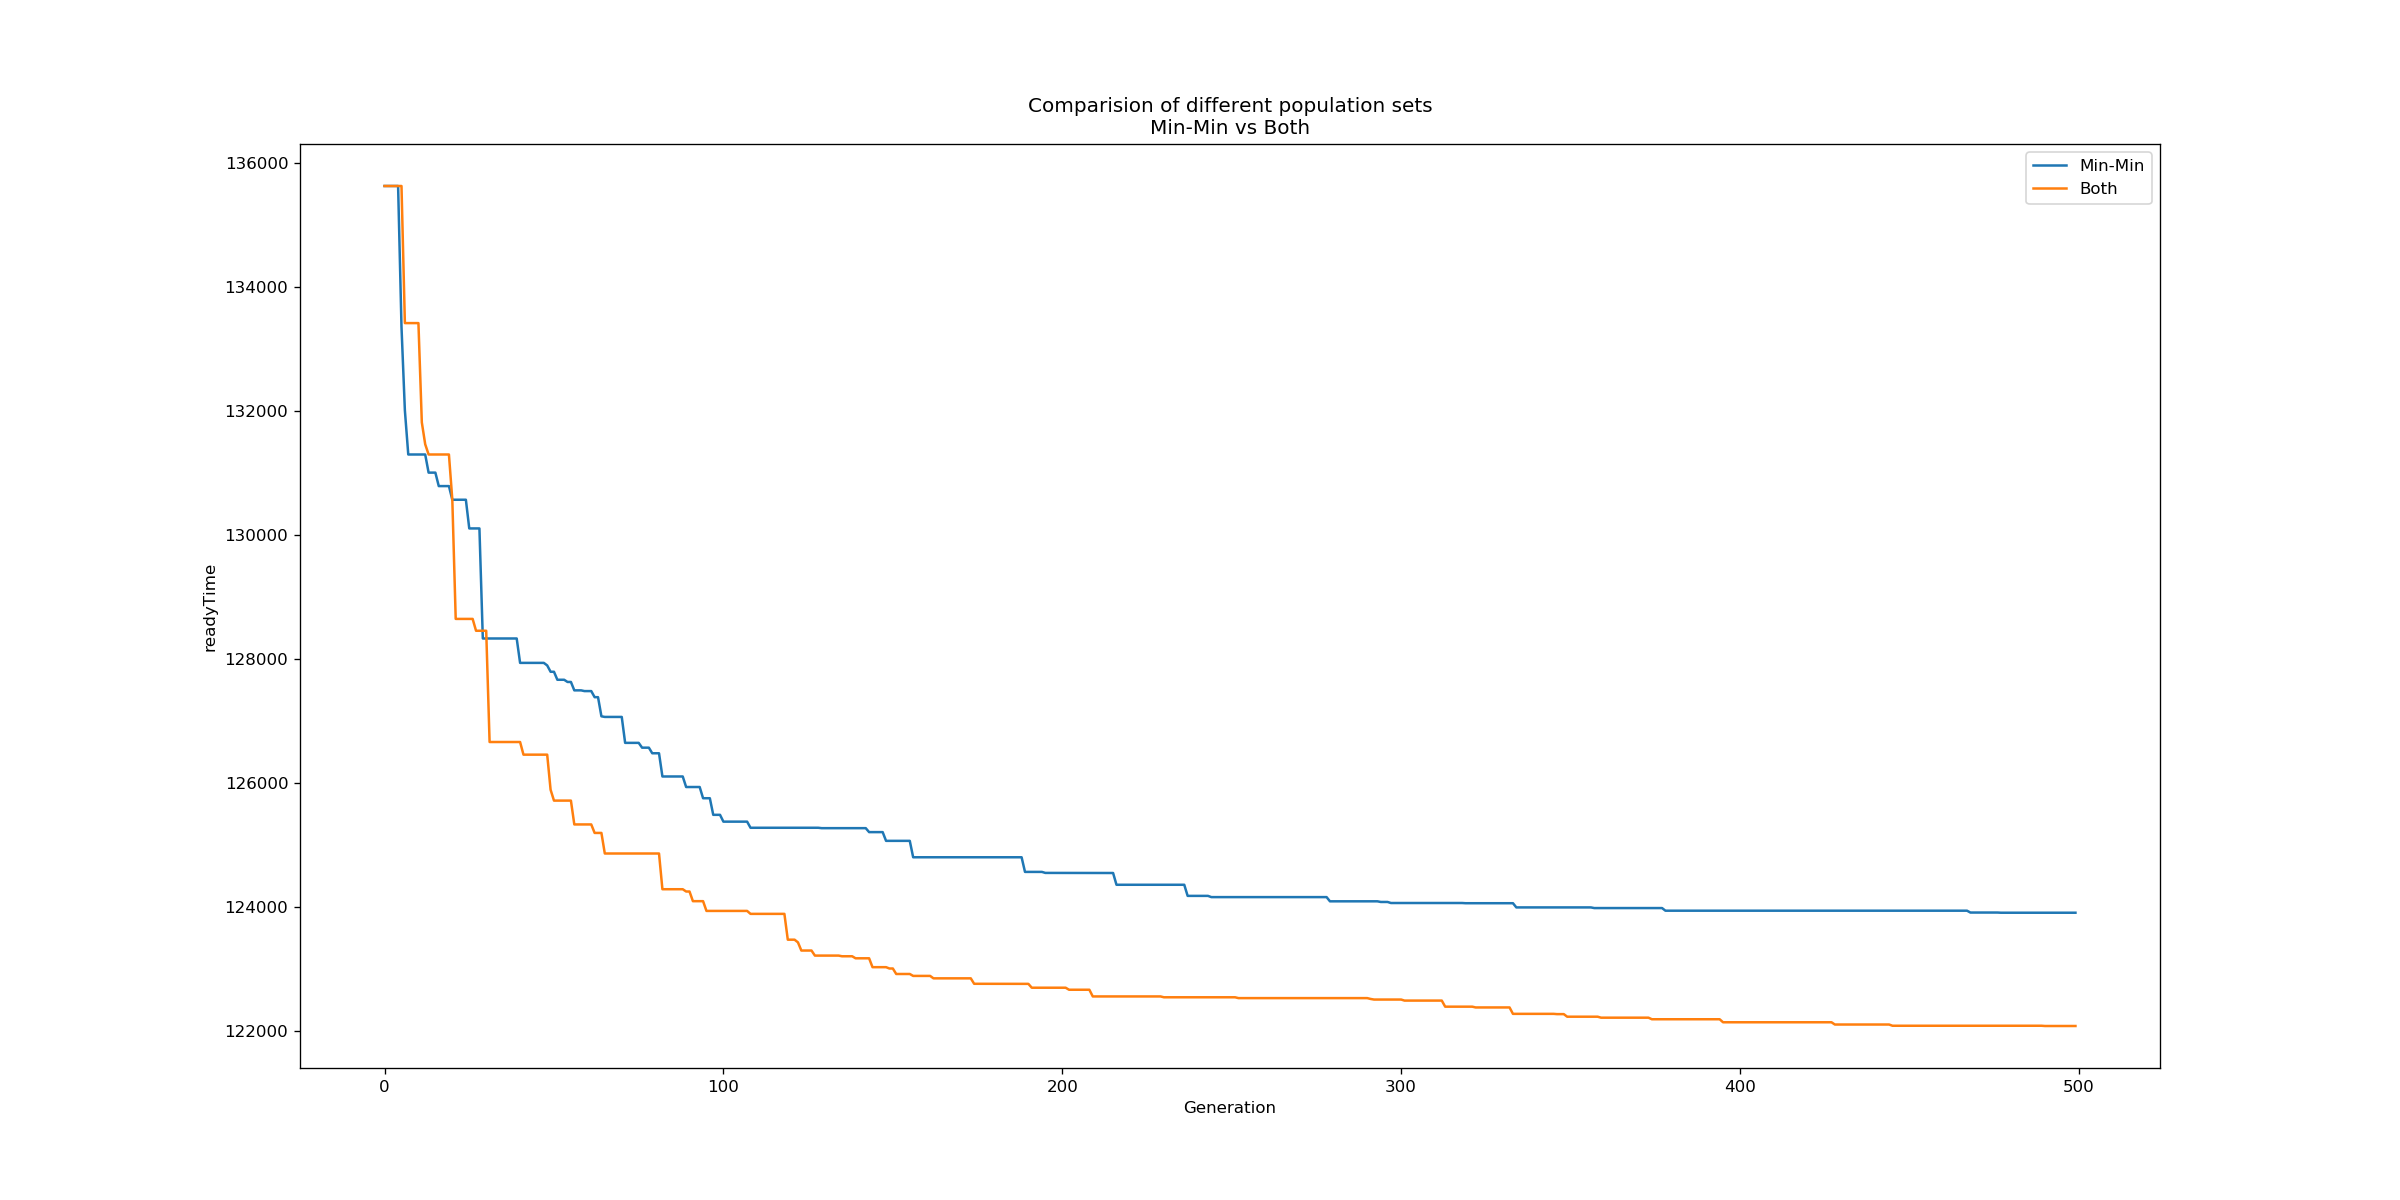 Comparision of different population sets
Min-Min vs Both
Min-Min
Both
136000
134000
132000
130000
128000
126000
124000
122000
readyTime
0 100 200 300 400 500
Generation